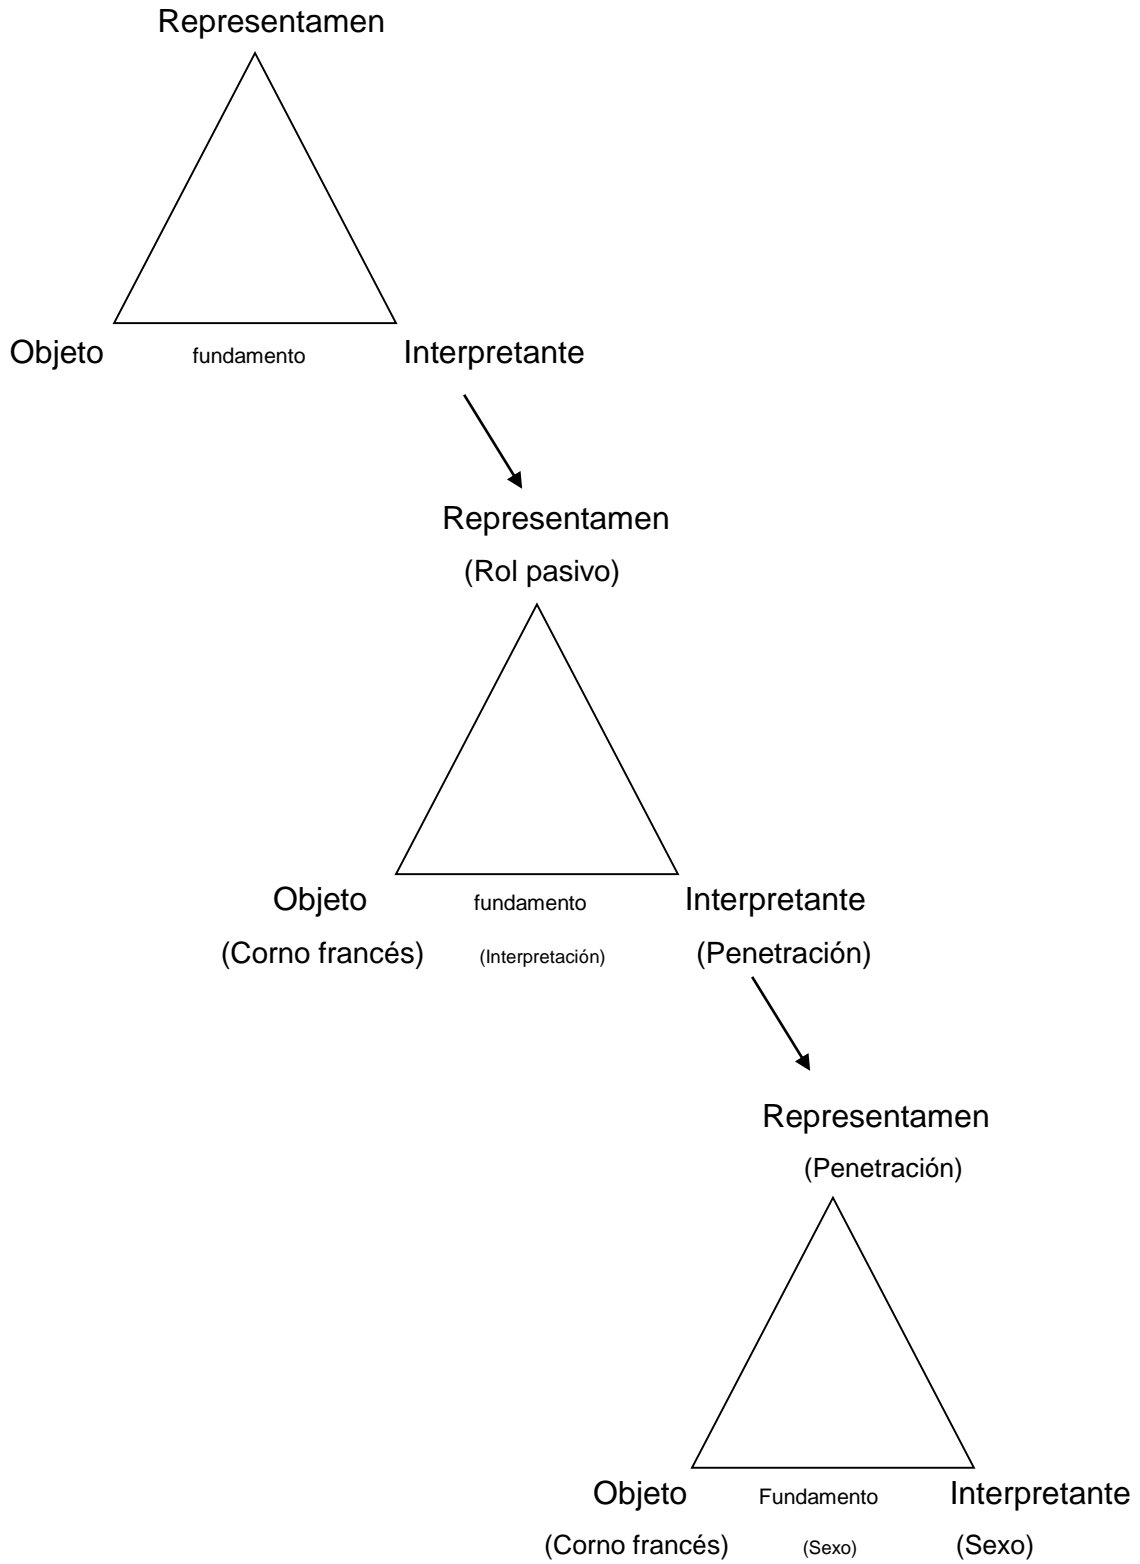 Representamen
Objeto fundamento Interpretante
Representamen
(Rol pasivo)
Objeto fundamento Interpretante
(Corno francés) (Interpretación) (Penetración)
Representamen
(Penetración)
Objeto Fundamento Interpretante
(Corno francés) (Sexo) (Sexo)